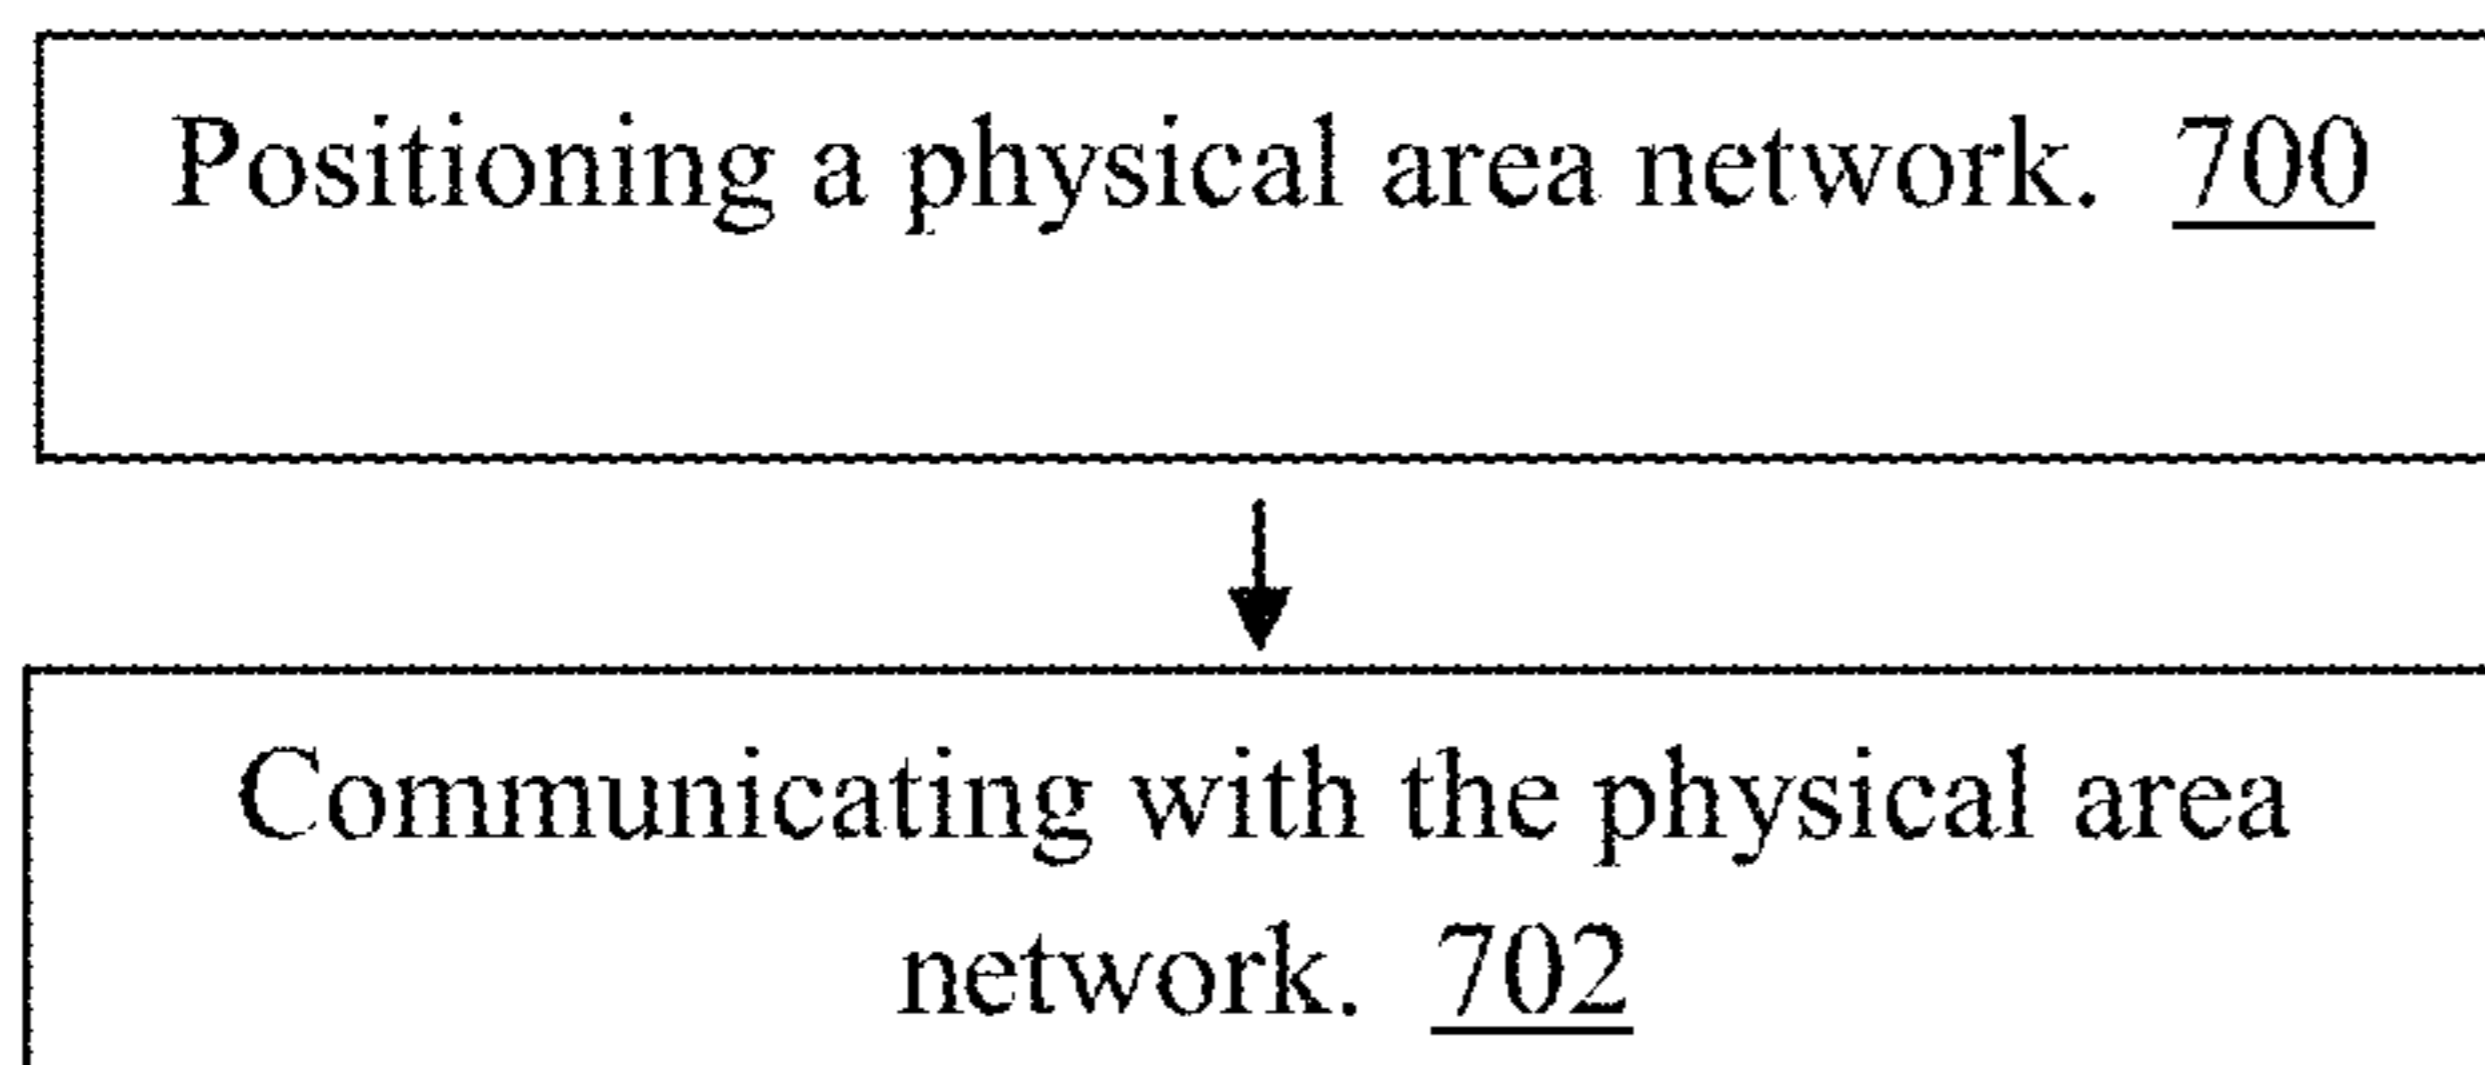 Positioning a physical area network. 700
Communicating with the physical area
network. 702